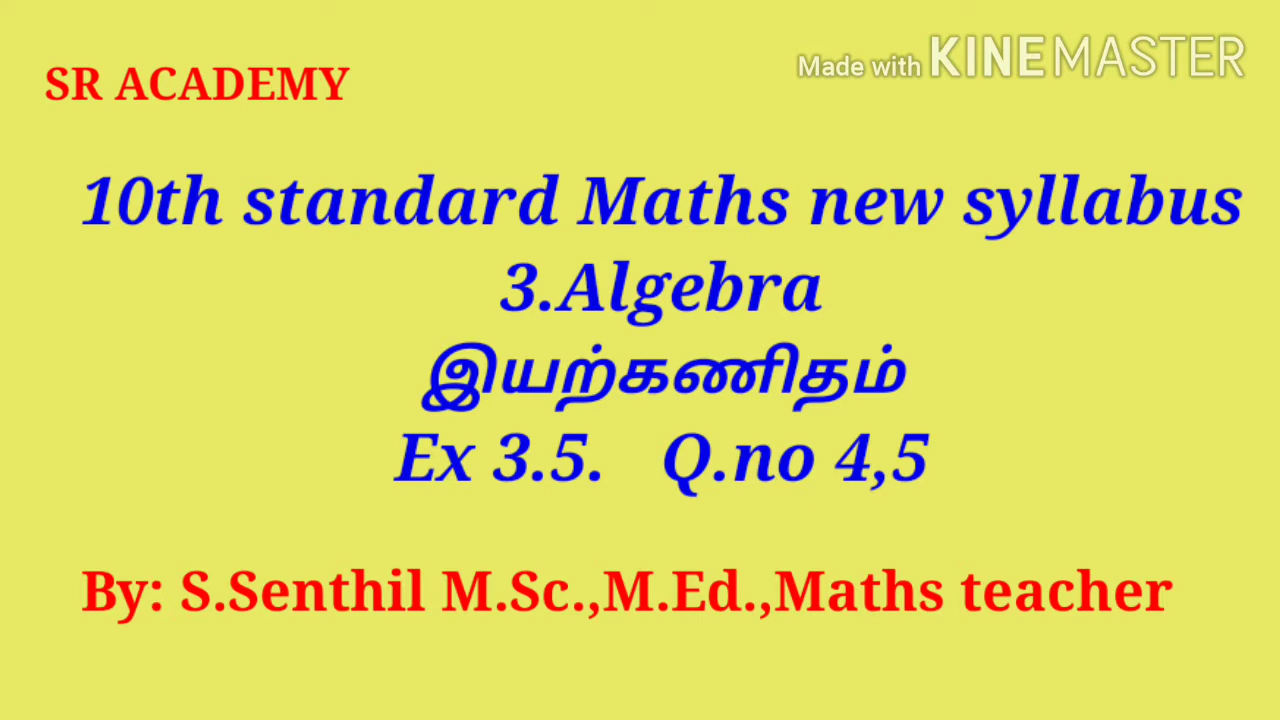 SR ACADEMY
Made with KINEMASTER
10th standard Maths new syllabus
3.Algebra
இயற்கணிதம்
Ex 3.5. Q.no 4,5
By: S.Senthil M.Sc.,M.Ed.,Maths teacher